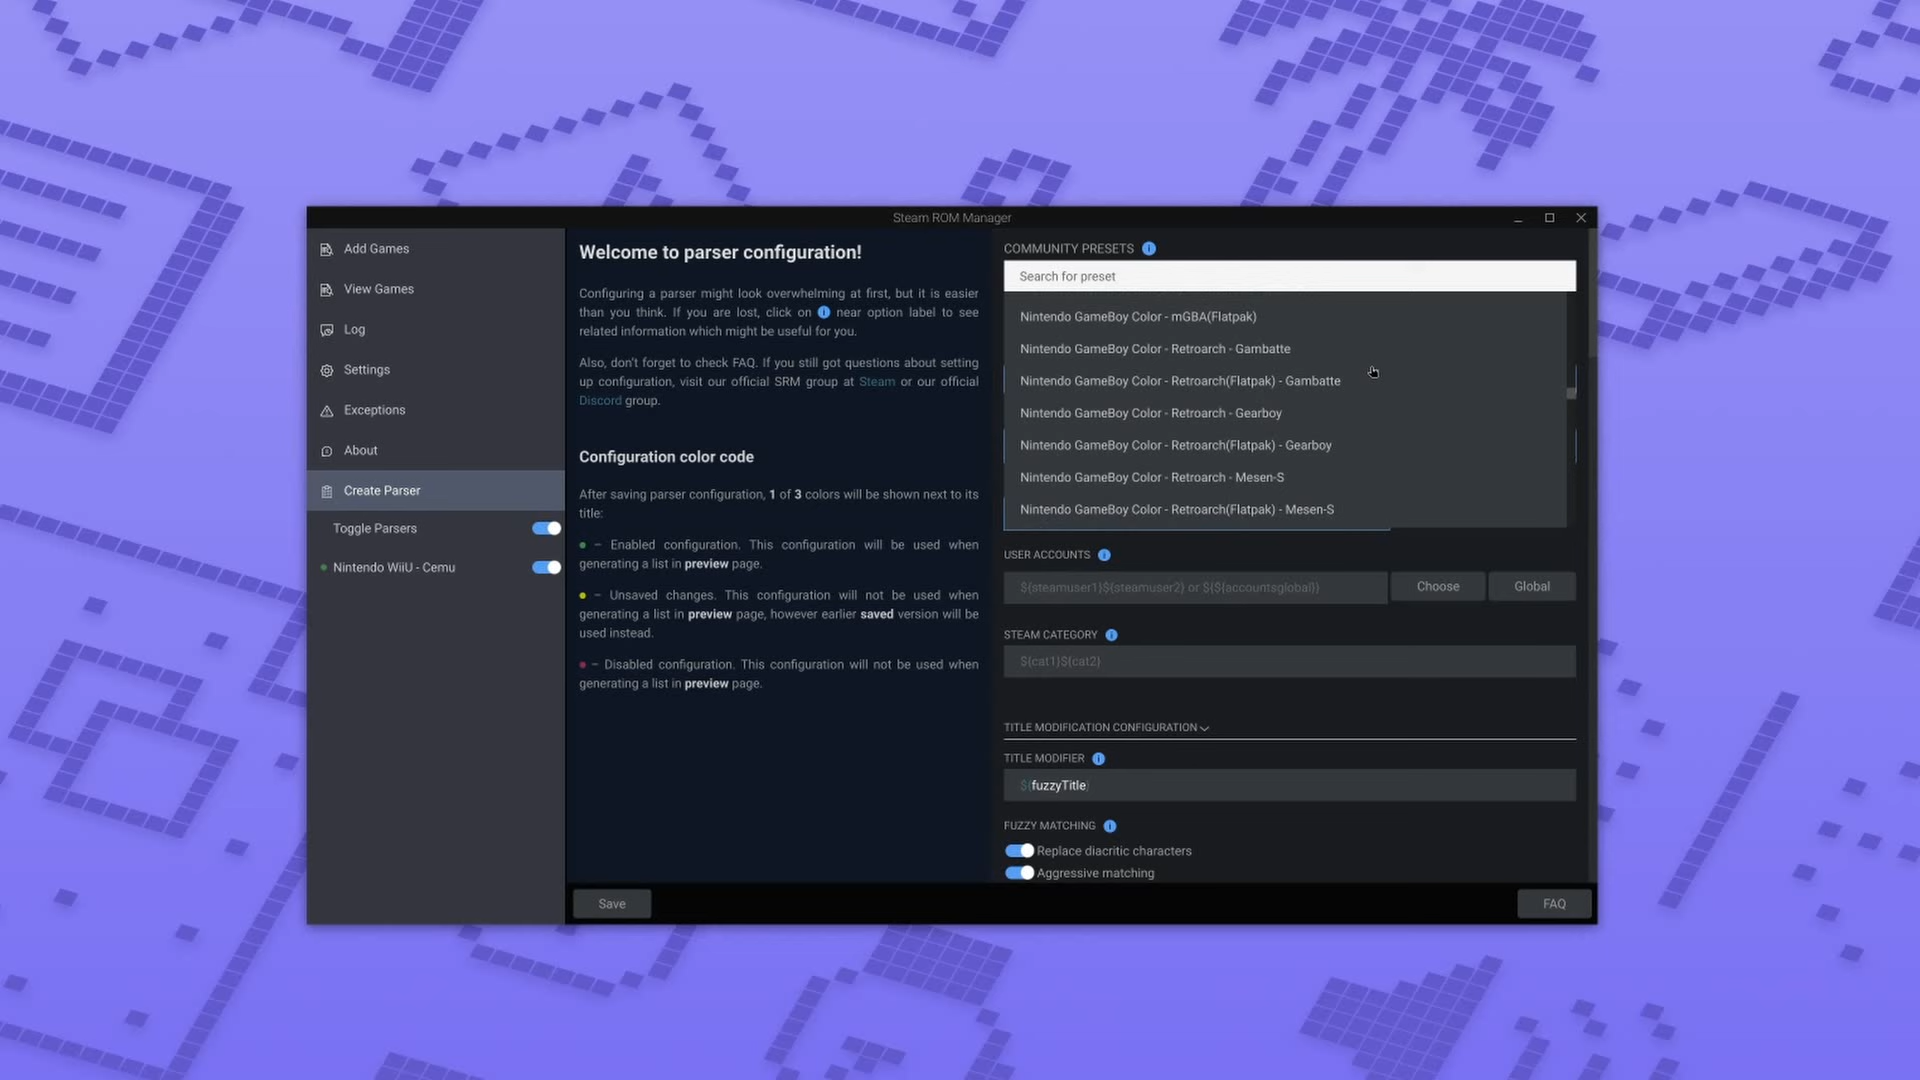 Steam ROM Manager
Add Games
View Games
Log
Settings
Exceptions
About
Create Parser
Toggle Parsers
Nintendo WiiU - Cemu
Welcome to parser configuration!
Configuring a parser might look overwhelming at first, but it is easier
than you think. If you are lost, click on i near option label to see
related information which might be useful for you.
Also, don't forget to check FAQ. If you still got questions about setting
up configuration, visit our official SRM group at Steam or our official
Discord group.
Configuration color code
After saving parser configuration, 1 of 3 colors will be shown next to its
title:
• – Enabled configuration. This configuration will be used when
generating a list in preview page.
• – Unsaved changes. This configuration will not be used when
generating a list in preview page, however earlier saved version will be
used instead.
• – Disabled configuration. This configuration will not be used when
generating a list in preview page.
Save
COMMUNITY PRESETS i
Search for preset
Nintendo GameBoy Color - mGBA(Flatpak)
Nintendo GameBoy Color - Retroarch - Gambatte
Nintendo GameBoy Color - Retroarch(Flatpak) - Gambatte
Nintendo GameBoy Color - Retroarch - Gearboy
Nintendo GameBoy Color - Retroarch(Flatpak) - Gearboy
Nintendo GameBoy Color - Retroarch - Mesen-S
Nintendo GameBoy Color - Retroarch(Flatpak) - Mesen-S
USER ACCOUNTS i
${steamuser1}${steamuser2} or ${${accountsglobal}}
Choose
Global
STEAM CATEGORY i
${cat1}${cat2}
TITLE MODIFICATION CONFIGURATION
TITLE MODIFIER i
${fuzzyTitle}
FUZZY MATCHING i
Replace diacritic characters
Aggressive matching
FAQ